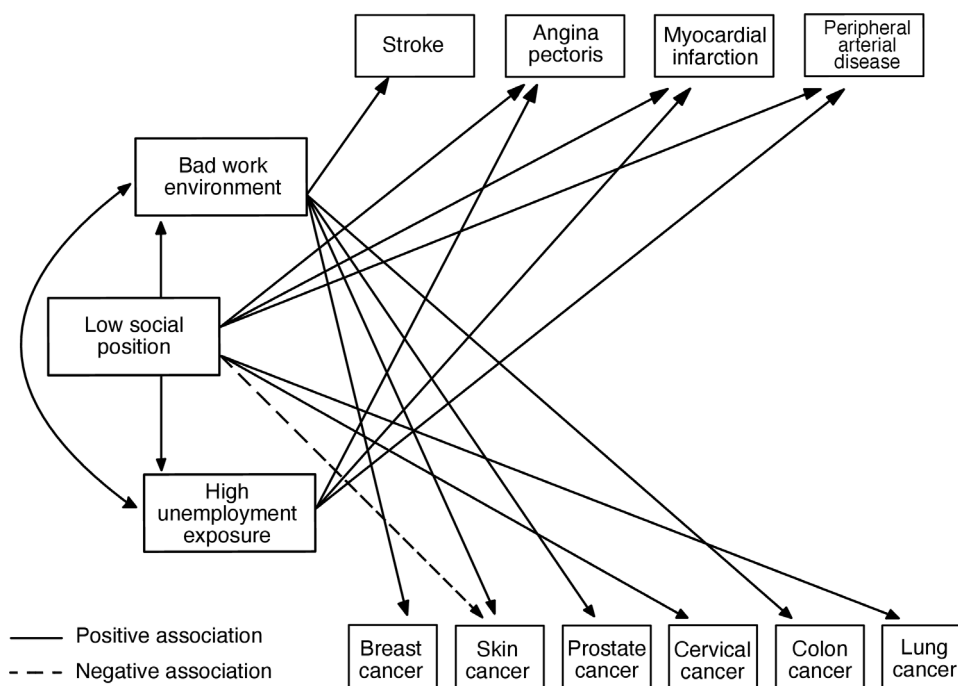 Stroke
Angina
pectoris
Myocardial
infarction
Peripheral
arterial
disease
Bad work
environment
Low social
position
High
unemployment
exposure
Positive association
Negative association
Breast
cancer
Skin
cancer
Prostate
cancer
Cervical
cancer
Colon
cancer
Lung
cancer